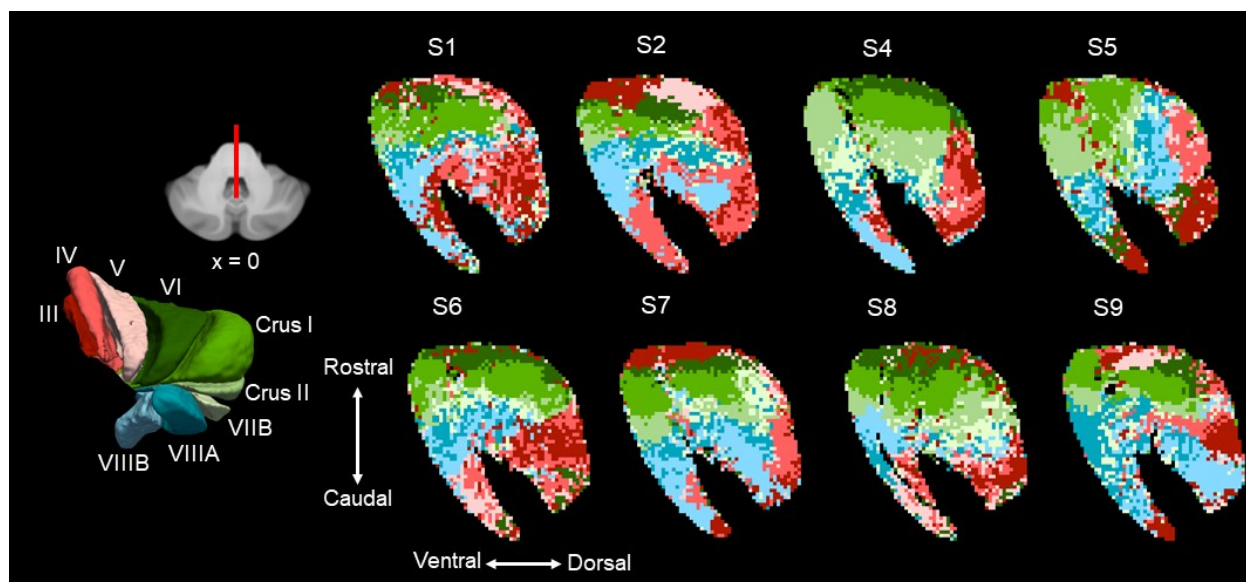 S1
S2
S4
S5
x = 0
IV
V
VI
III
Crus I
Crus II
VIIB
VIIIA
VIIIB
S6
S7
S8
S9
Rostral
Caudal
Ventral
Dorsal